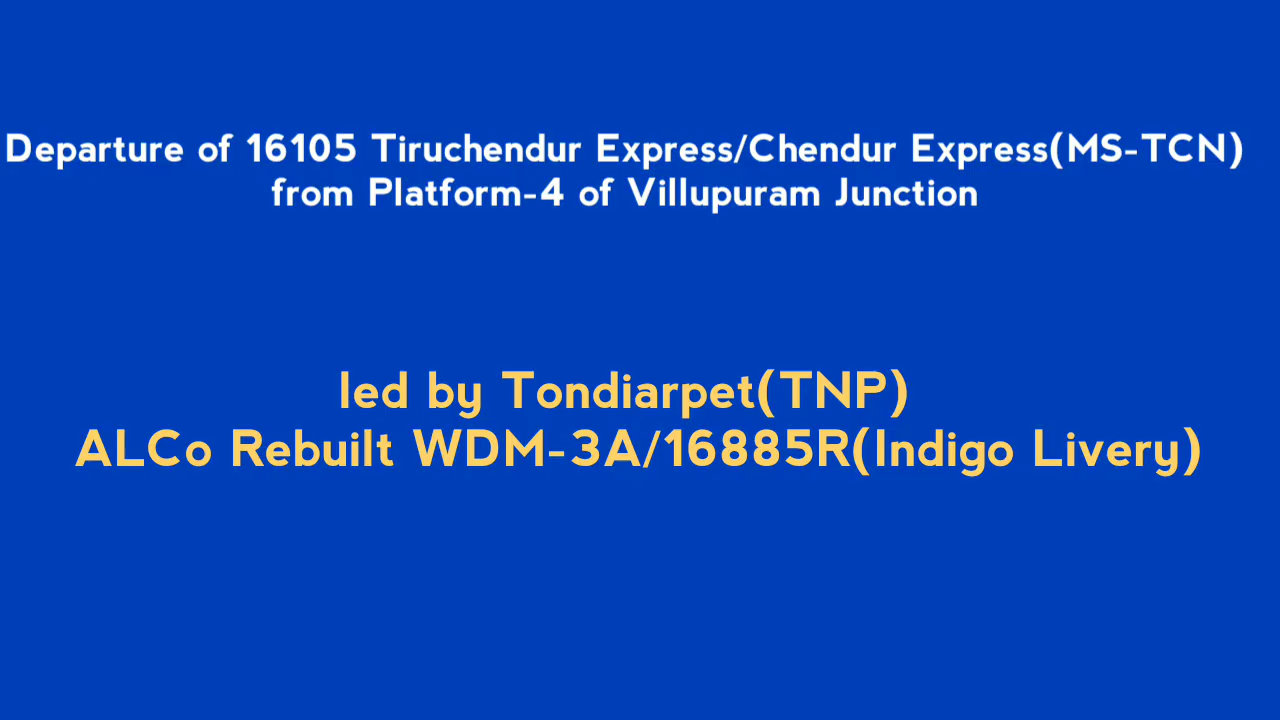 Departure of 16105 Tiruchendur Express/Chendur Express(MS-TCN)
from Platform-4 of Villupuram Junction
led by Tondiarpet(TNP)
ALCo Rebuilt WDM-3A/16885R(Indigo Livery)